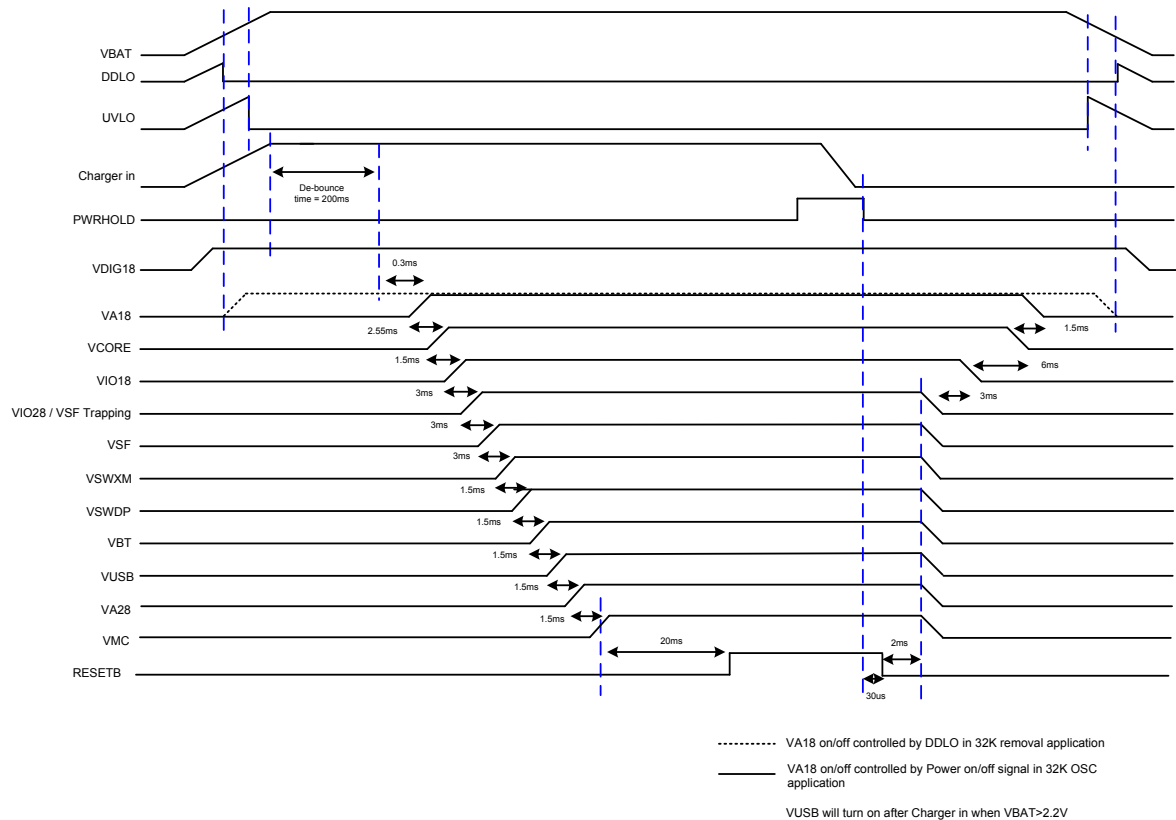 VBAT
DDLO
UVLO
Charger in
De-bounce
time = 200ms
PWRHOLD
VDIG18
0.3ms
VA18
2.55ms
1.5ms
VCORE
1.5ms
6ms
VIO18
3ms
3ms
VIO28 / VSF Trapping
3ms
VSF
3ms
VSWXM
1.5ms
VSWDP
1.5ms
VBT
1.5ms
VUSB
1.5ms
VA28
1.5ms
VMC
20ms
2ms
RESETB
30us
VA18 on/off controlled by DDLO in 32K removal application
VA18 on/off controlled by Power on/off signal in 32K OSC
application
VUSB will turn on after Charger in when VBAT>2.2V